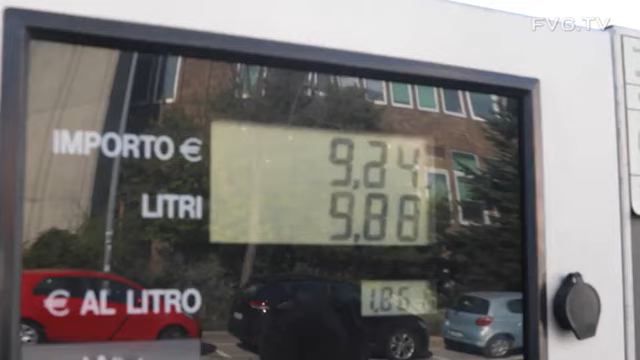 FVG.TV
IMPORTO € 9,24
LITRI 9,88
€ AL LITRO